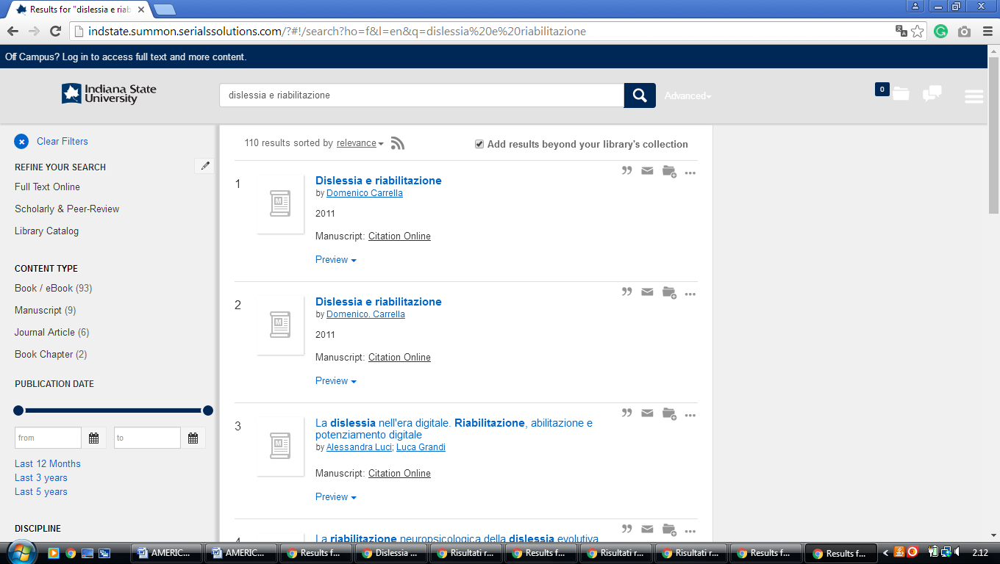 Results for "dislessia e riab
indstate.summon.serialssolutions.com/?#!/search?ho=f&l=en&q=dislessia%20e%20riabilitazione
Off Campus? Log in to access full text and more content.
Indiana State
University
dislessia e riabilitazione
Advanced
0
Clear Filters
REFINE YOUR SEARCH
Full Text Online
Scholarly & Peer-Review
Library Catalog
CONTENT TYPE
Book / eBook (93)
Manuscript (9)
Journal Article (6)
Book Chapter (2)
PUBLICATION DATE
from
to
Last 12 Months
Last 3 years
Last 5 years
DISCIPLINE
110 results sorted by relevance
Add results beyond your library's collection
1
Dislessia e riabilitazione
by Domenico Carrella
2011
Manuscript: Citation Online
Preview
2
Dislessia e riabilitazione
by Domenico. Carrella
2011
Manuscript: Citation Online
Preview
3
La dislessia nell'era digitale. Riabilitazione, abilitazione e
potenziamento digitale
by Alessandra Luci; Luca Grandi
Manuscript: Citation Online
Preview
4
La riabilitazione neuropsicologica della dislessia evolutiva
AMERIC...
AMERIC...
Results f...
Dislessia ...
Risultati r...
Results f...
Risultati r...
Risultati r...
Results f...
Results f...
2.12